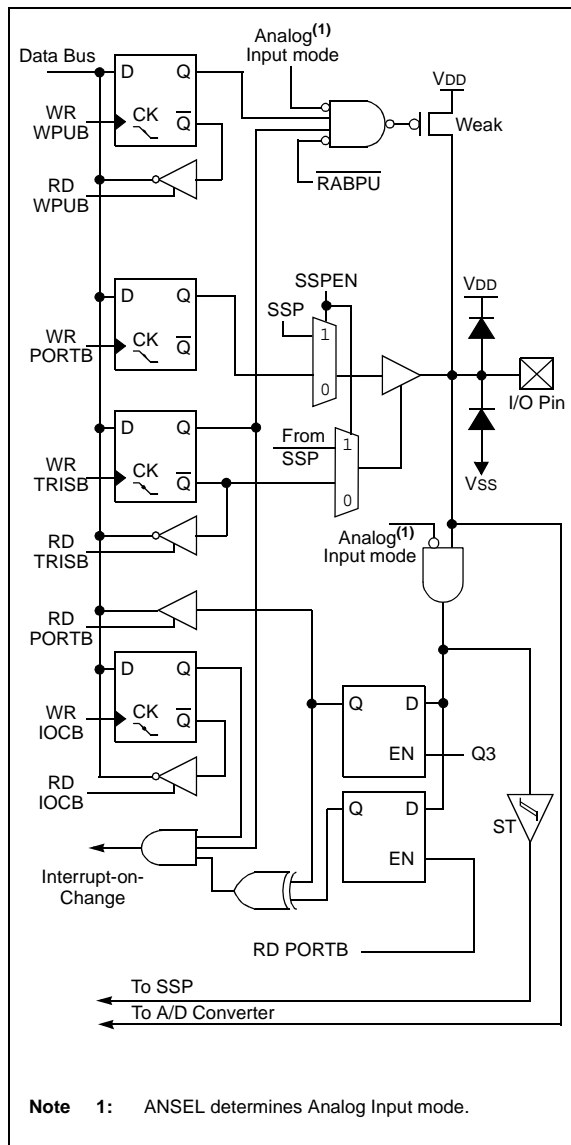 Analog(1)
Input mode
Data Bus
D
Q
VDD
WR
WPUB
CK
Q
Weak
RD
WPUB
RABPU
SSPEN
D
Q
SSP
VDD
1
WR
PORTB
CK
Q
0
I/O Pin
D
Q
From
SSP
1
WR
TRISB
CK
Q
0
VSS
RD
TRISB
Analog(1)
Input mode
RD
PORTB
D
Q
Q
D
WR
IOCB
CK
Q
EN
Q3
RD
IOCB
Q
D
ST
EN
Interrupt-on-
Change
RD PORTB
To SSP
To A/D Converter
Note 1: ANSEL determines Analog Input mode.